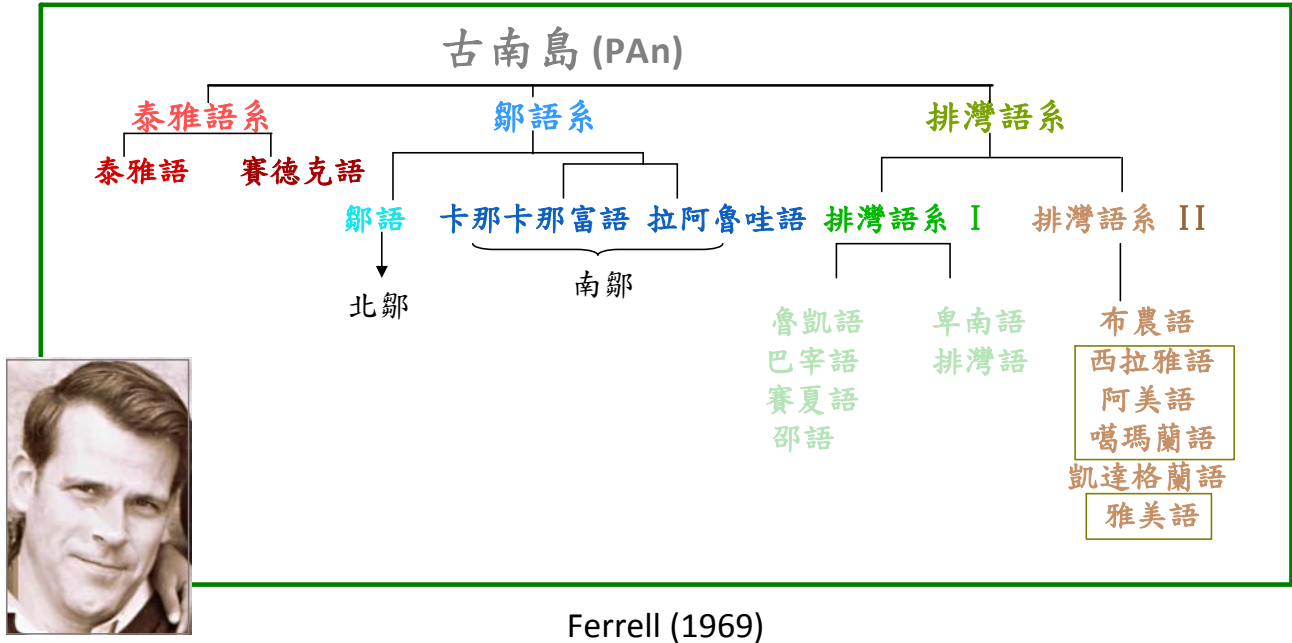 古南島 (PAn)
泰雅語系 鄒語系 排灣語系
泰雅語 賽德克語
鄒語 卡那卡那富語 拉阿魯哇語 排灣語系 I 排灣語系 II
北鄒 南鄒
魯凱語 卑南語 布農語
巴宰語 排灣語 西拉雅語
賽夏語 阿美語
邵語 噶瑪蘭語
凱達格蘭語
雅美語
Ferrell (1969)